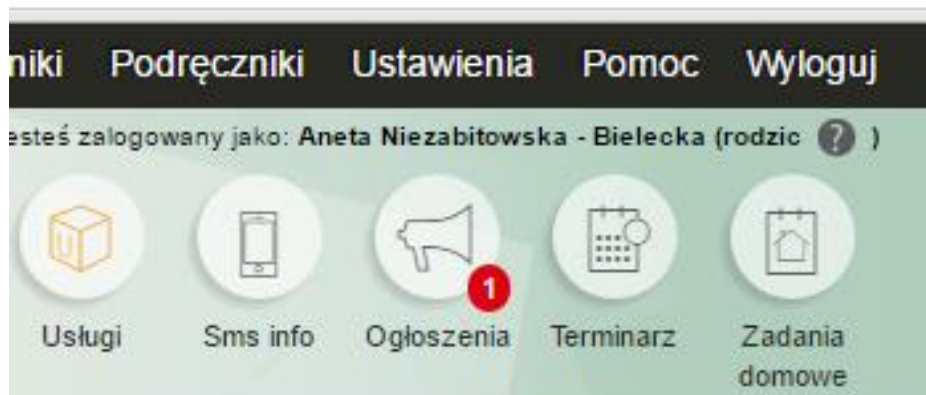 niki Podręczniki Ustawienia Pomoc Wyloguj
esteś zalogowany jako: Aneta Niezabitowska - Bielecka (rodzic ? )
U
1
Usługi Sms info Ogłoszenia Terminarz Zadania
domowe